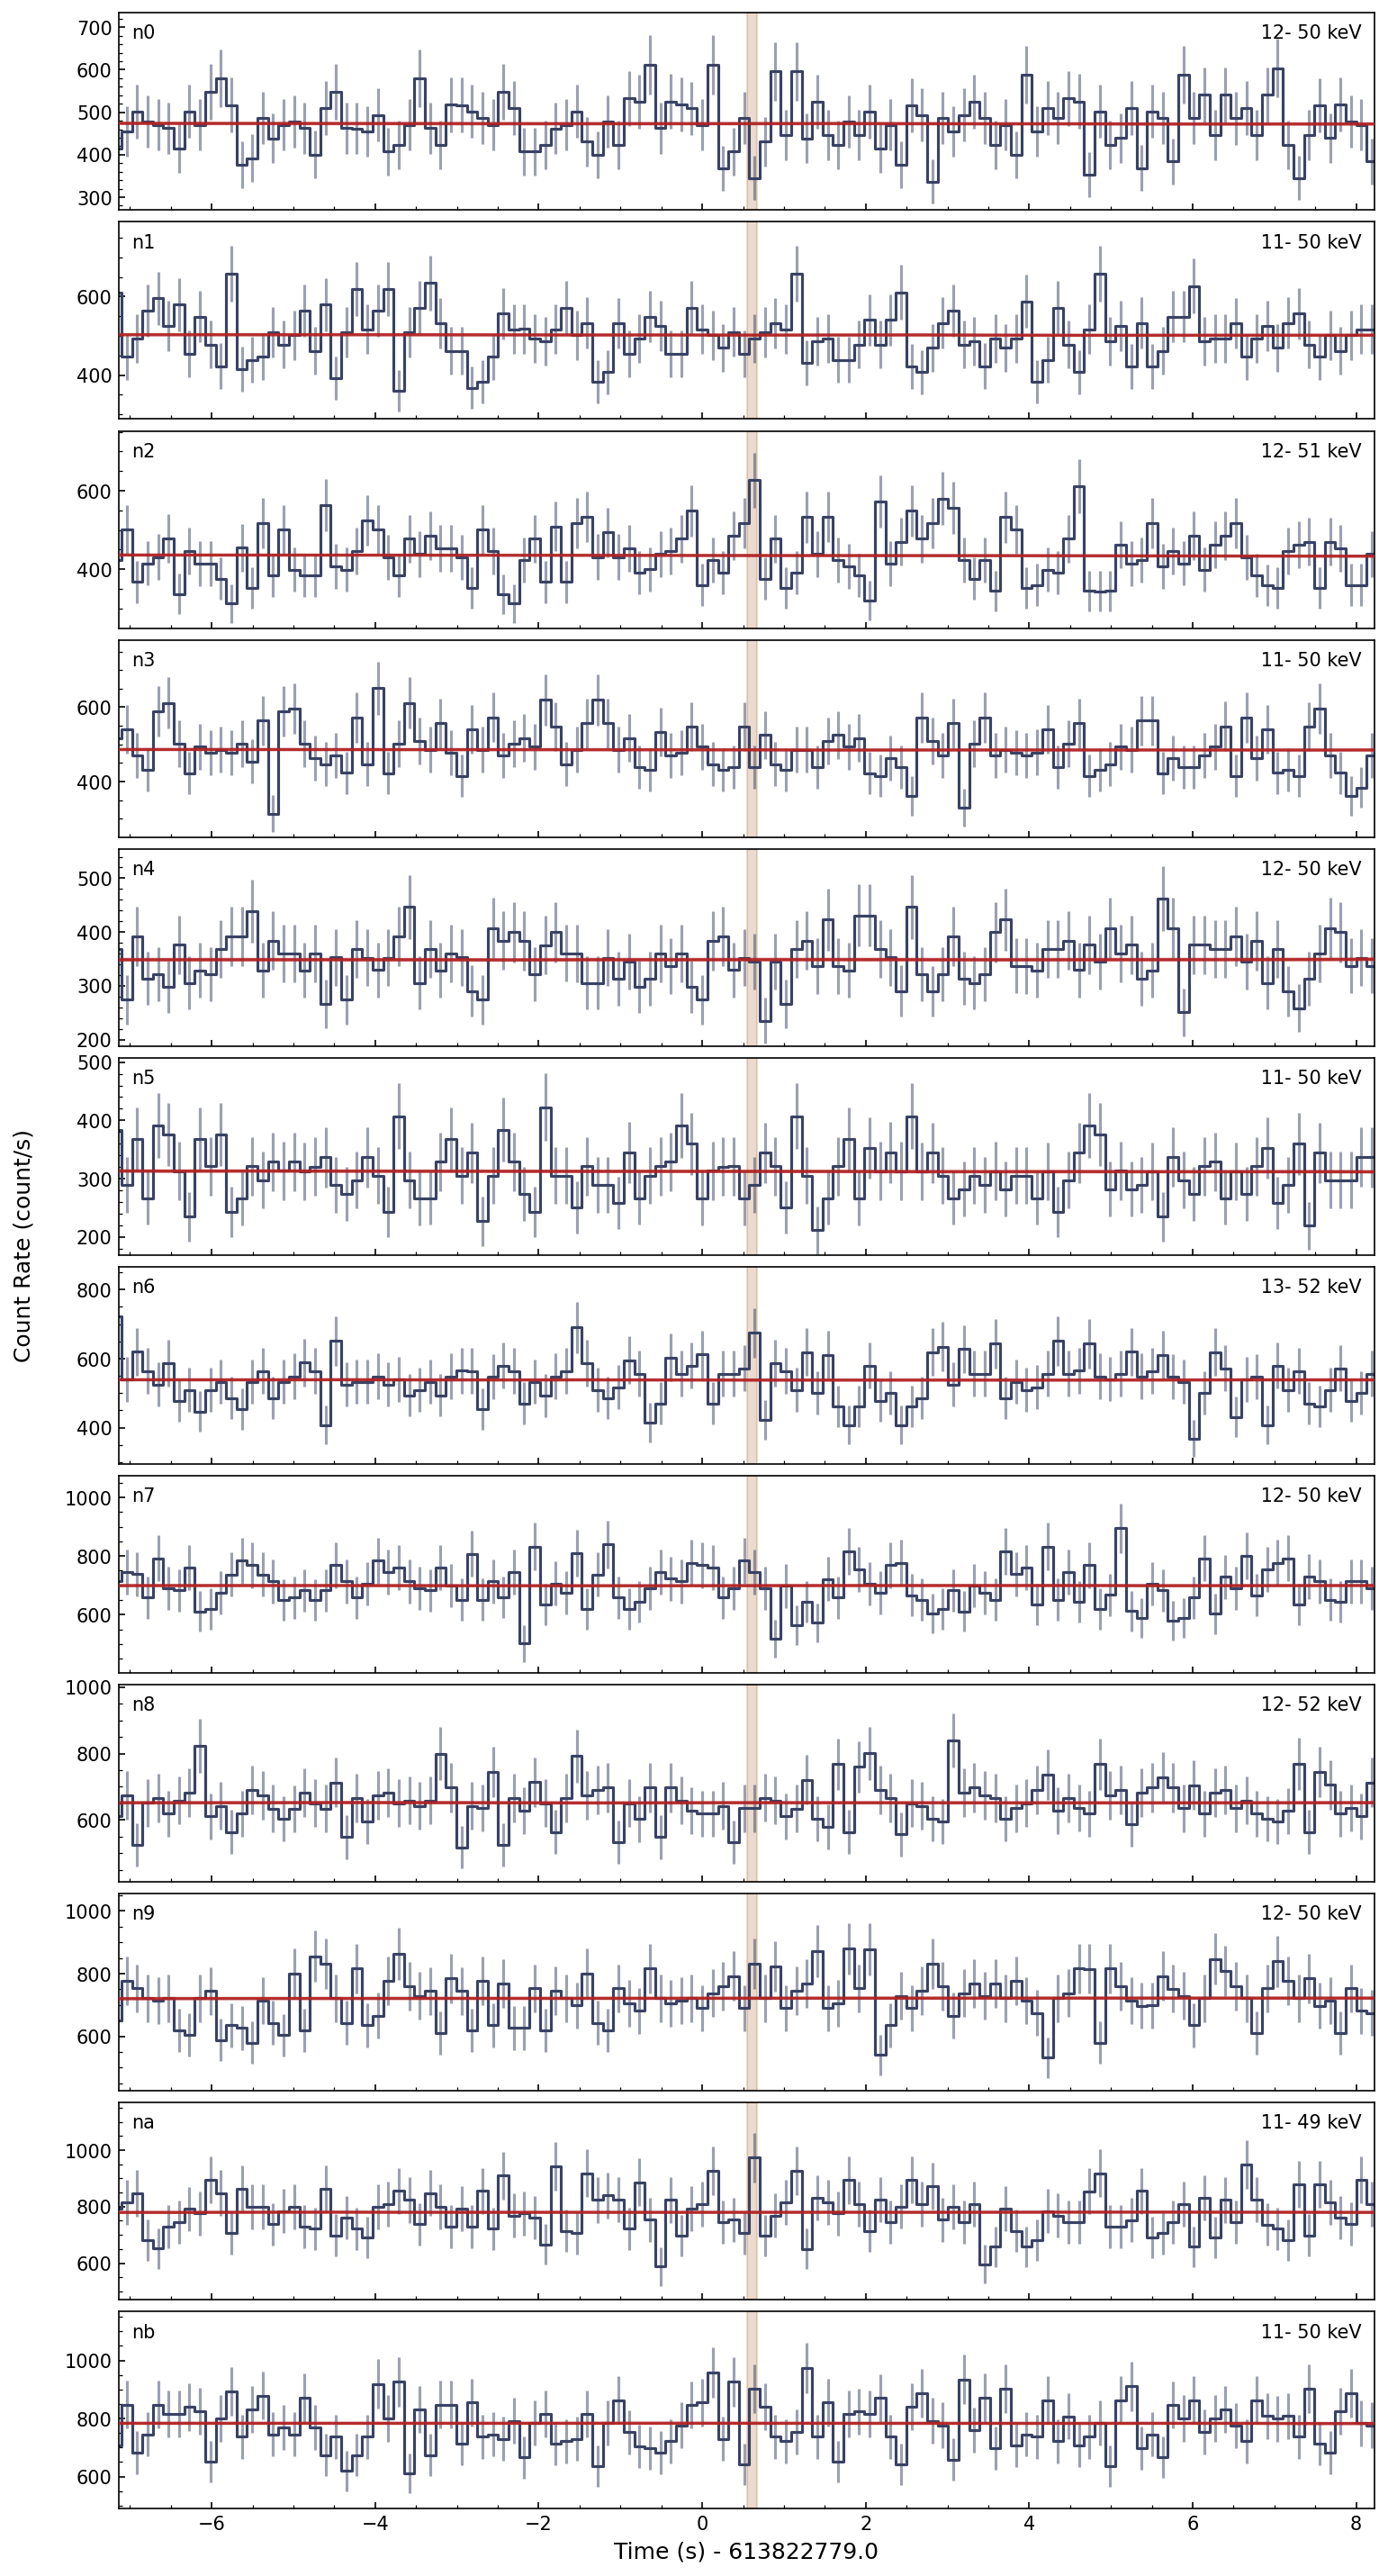 n0 12- 50 keV
700
600
500
400
300
n1 11- 50 keV
600
400
n2 12- 51 keV
600
400
n3 11- 50 keV
600
400
n4 12- 50 keV
500
400
300
200
n5 11- 50 keV
500
400
300
200
Count Rate (count/s)
n6 13- 52 keV
800
600
400
n7 12- 50 keV
1000
800
600
n8 12- 52 keV
1000
800
600
n9 12- 50 keV
1000
800
600
na 11- 49 keV
1000
800
600
nb 11- 50 keV
1000
800
600
−6 −4 −2 0 2 4 6 8
Time (s) - 613822779.0